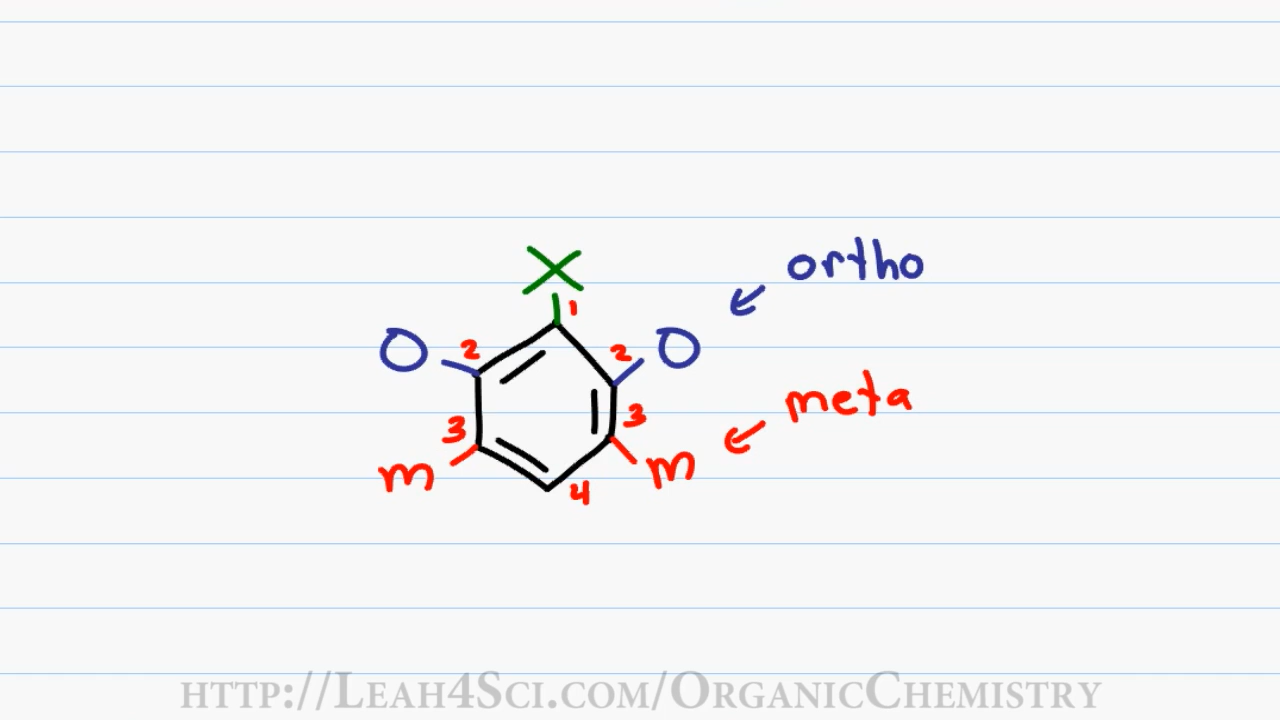 X
ortho
1
O 2 2 O
meta
3 3
m m
4
HTTP://LEAH4SCI.COM/ORGANICCHEMISTRY